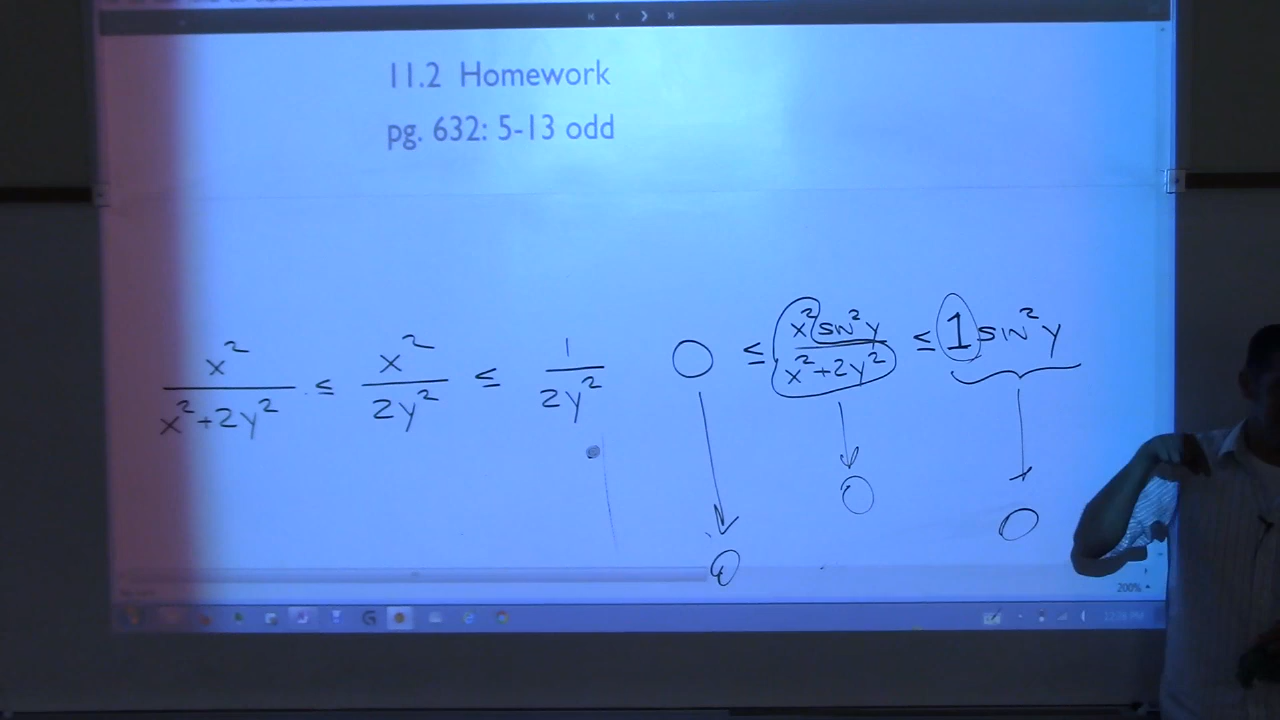 11.2 Homework
pg. 632: 5-13 odd
x²/(x²+2y²) ≤ x²/(2y²) ≤ 1/(2y²)
0 ≤ (x² sin² y)/(x²+2y²) ≤ 1 sin² y
0 0 0
200%